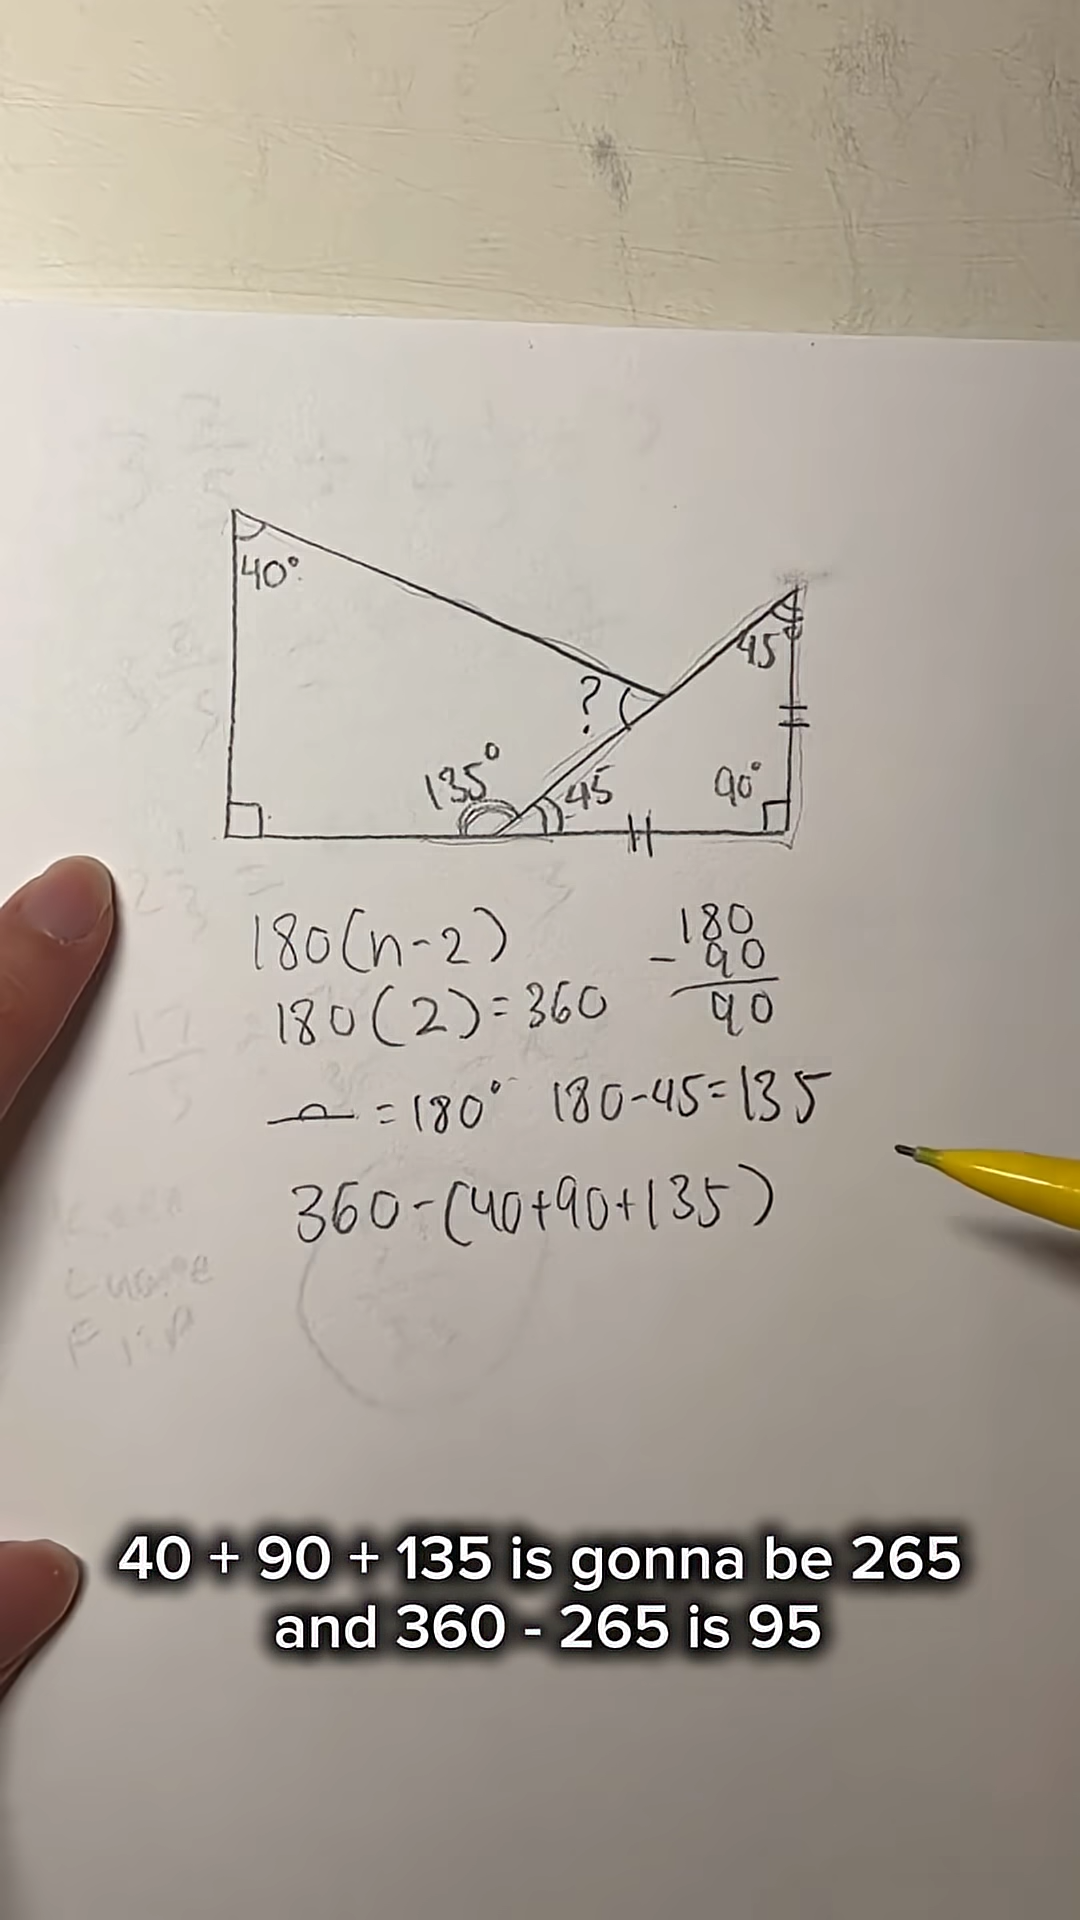 40°
45°
?
135°
45
90°
180(n-2)
180
- 90
90
180(2)=360
= 180° 180-45=135
360-(40+90+135)
40 + 90 + 135 is gonna be 265
and 360 - 265 is 95